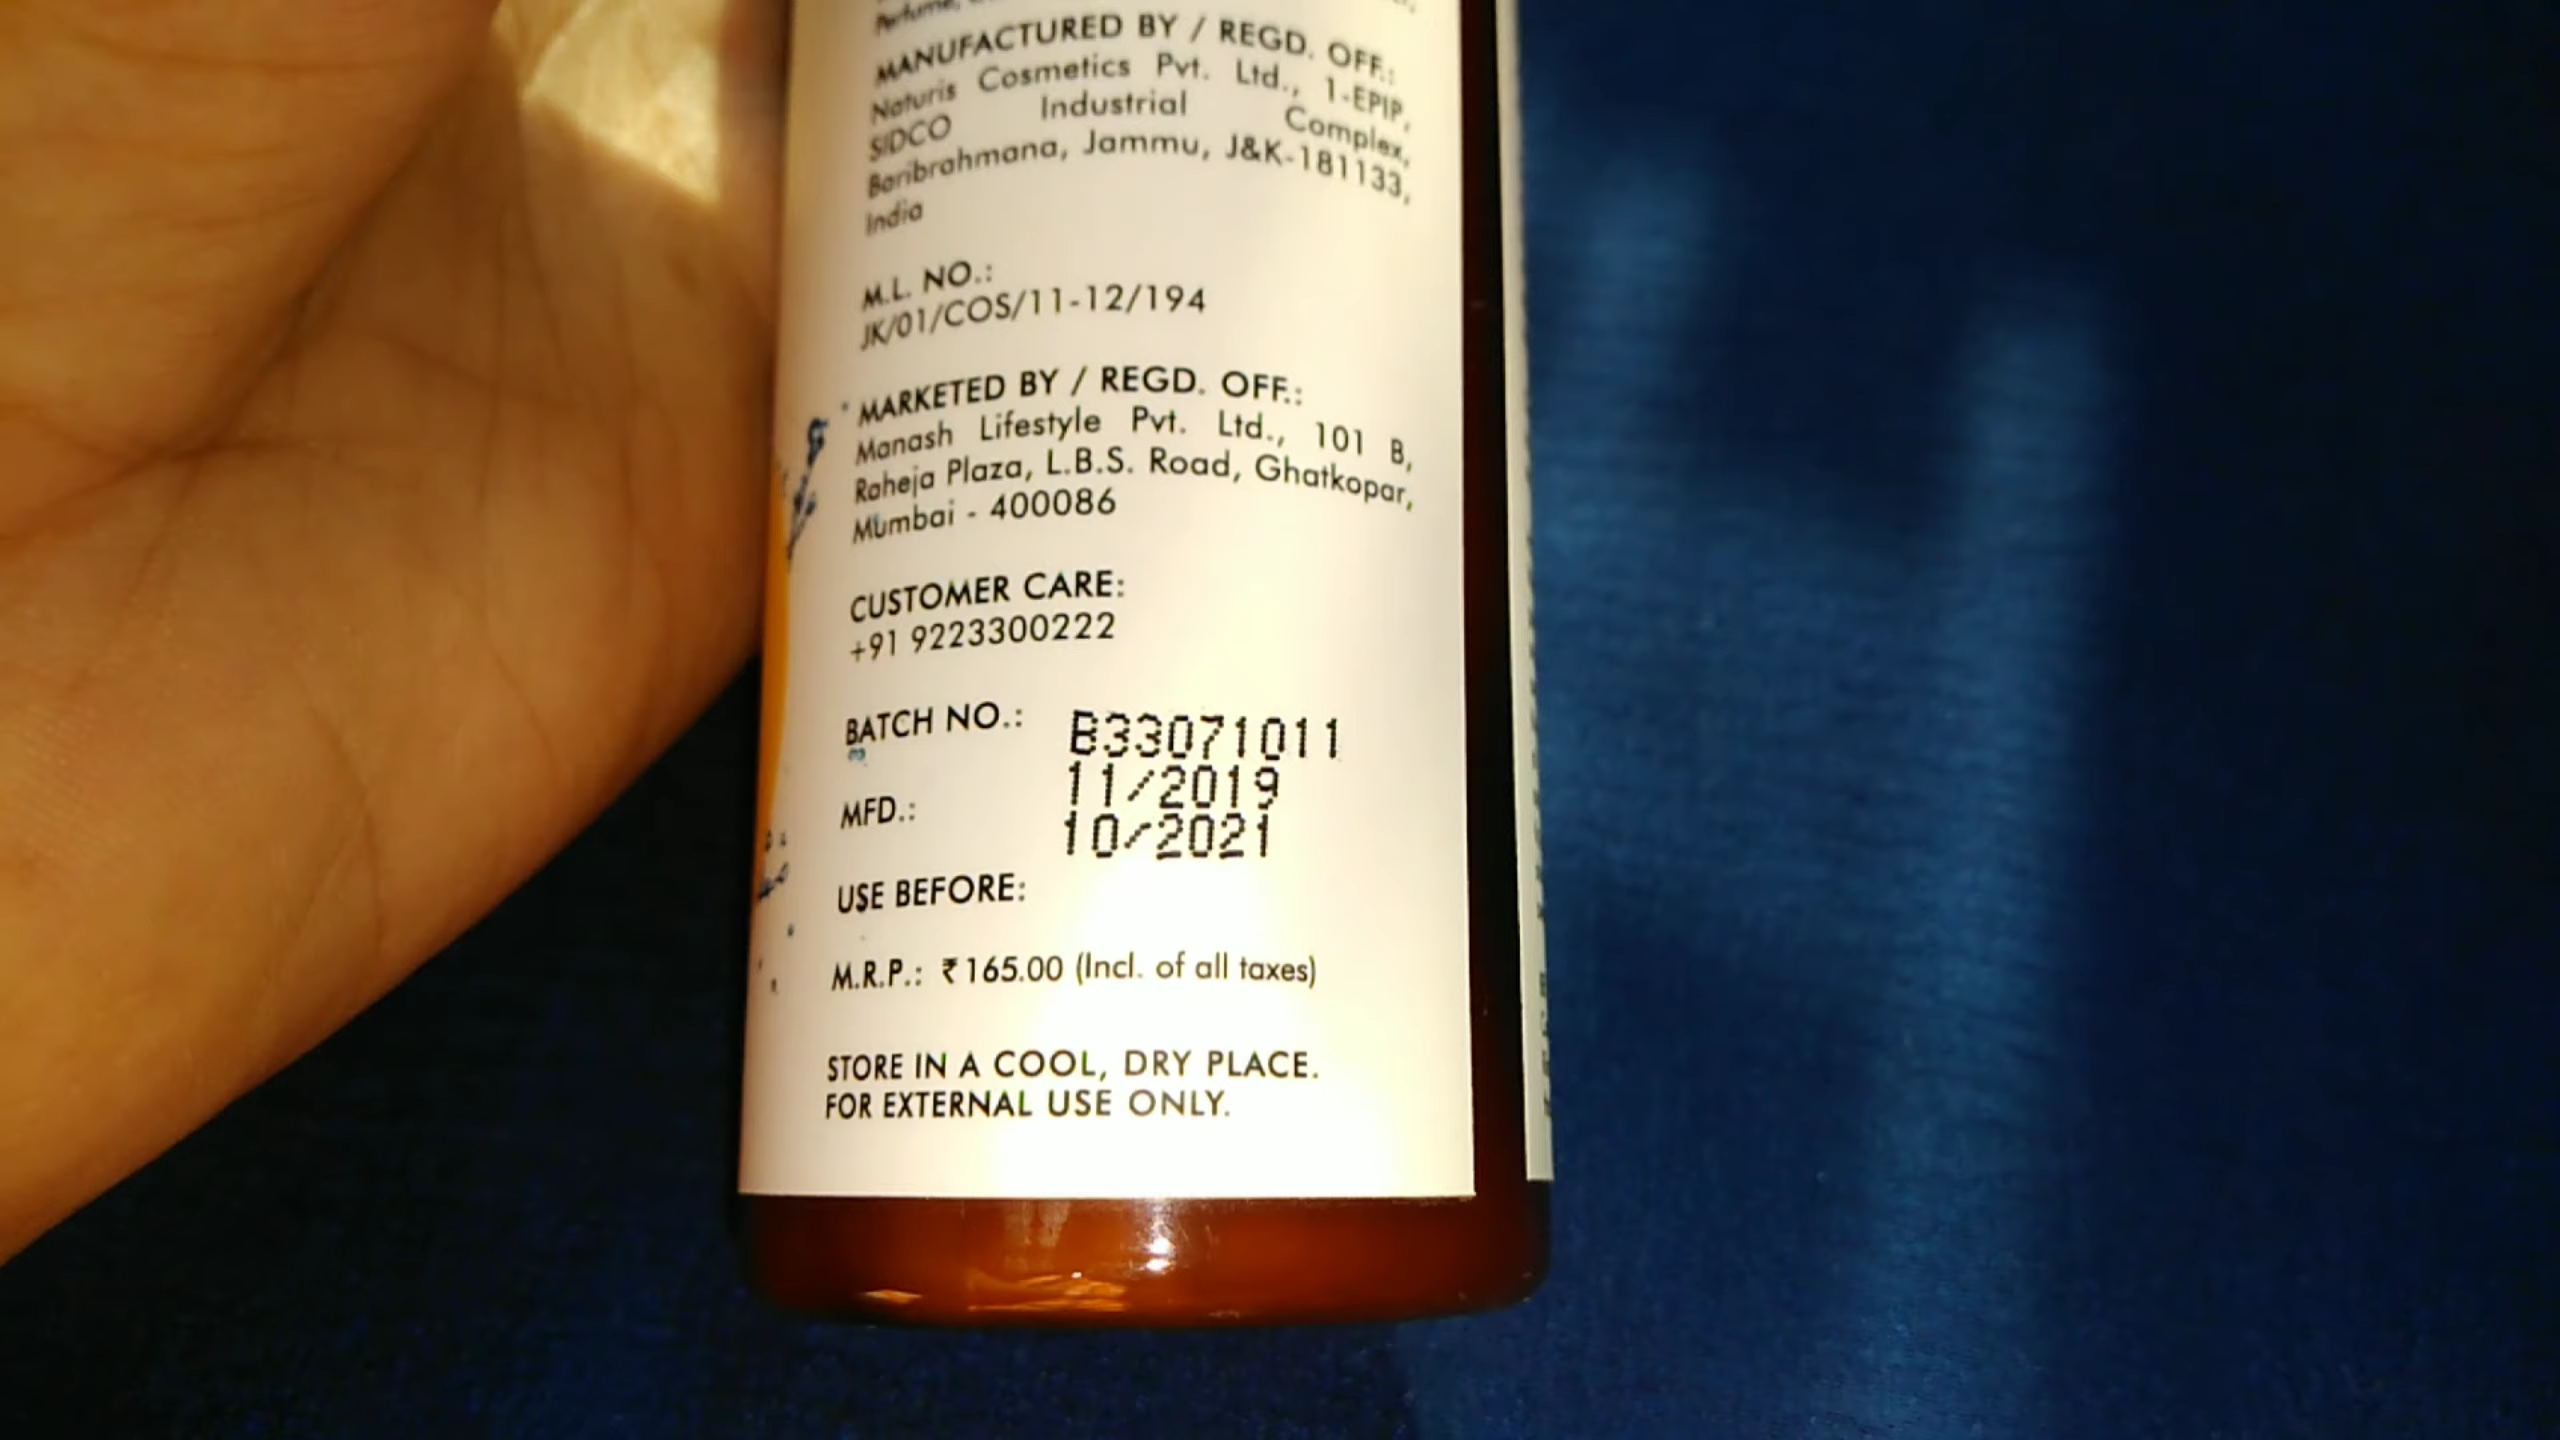 Perfume,
MANUFACTURED BY / REGD. OFF.:
Naturis Cosmetics Pvt. Ltd., 1-EPIP,
SIDCO Industrial Complex,
Baribrahmana, Jammu, J&K-181133,
India
M.L. NO.:
JK/01/COS/11-12/194
MARKETED BY / REGD. OFF.:
Manash Lifestyle Pvt. Ltd., 101 B,
Raheja Plaza, L.B.S. Road, Ghatkopar,
Mumbai - 400086
CUSTOMER CARE:
+91 9223300222
BATCH NO.: B33071011
MFD.: 11/2019
10/2021
USE BEFORE:
M.R.P.: ₹ 165.00 (Incl. of all taxes)
STORE IN A COOL, DRY PLACE.
FOR EXTERNAL USE ONLY.